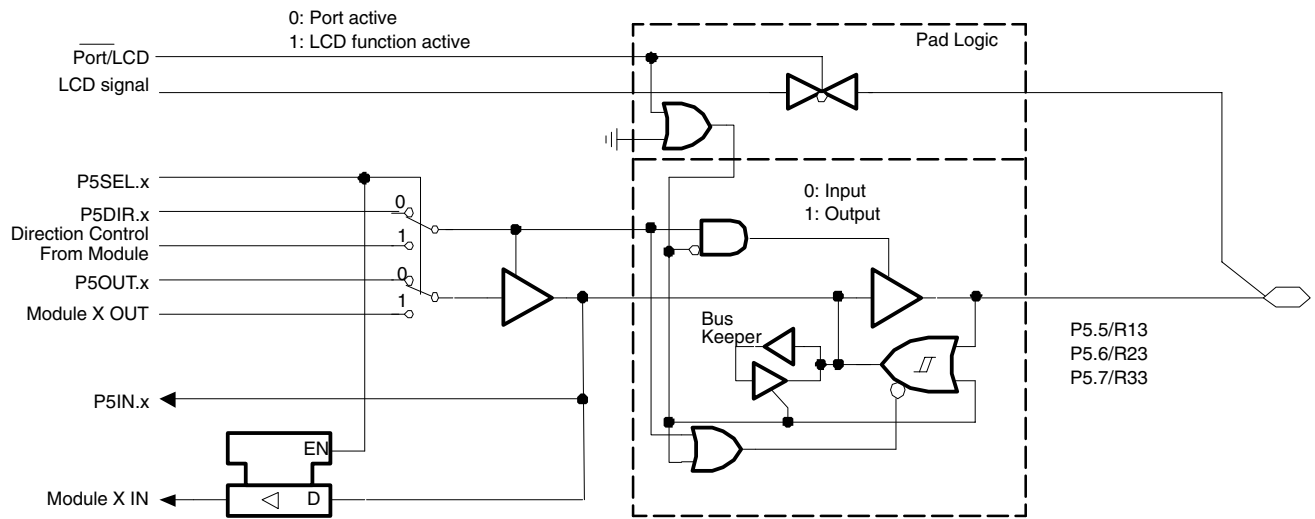 0: Port active
1: LCD function active
Pad Logic
Port/LCD
LCD signal
P5SEL.x
P5DIR.x
0
Direction Control
From Module
1
P5OUT.x
0
Module X OUT
1
0: Input
1: Output
Bus
Keeper
P5.5/R13
P5.6/R23
P5.7/R33
P5IN.x
EN
Module X IN
D